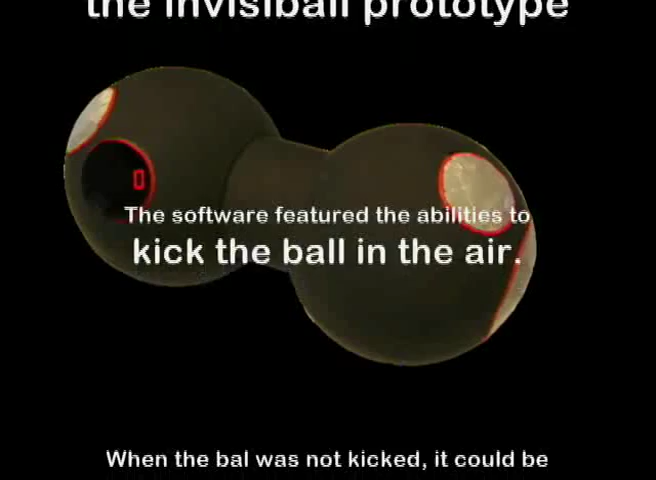 the invisiball prototype
The software featured the abilities to
kick the ball in the air.
When the bal was not kicked, it could be